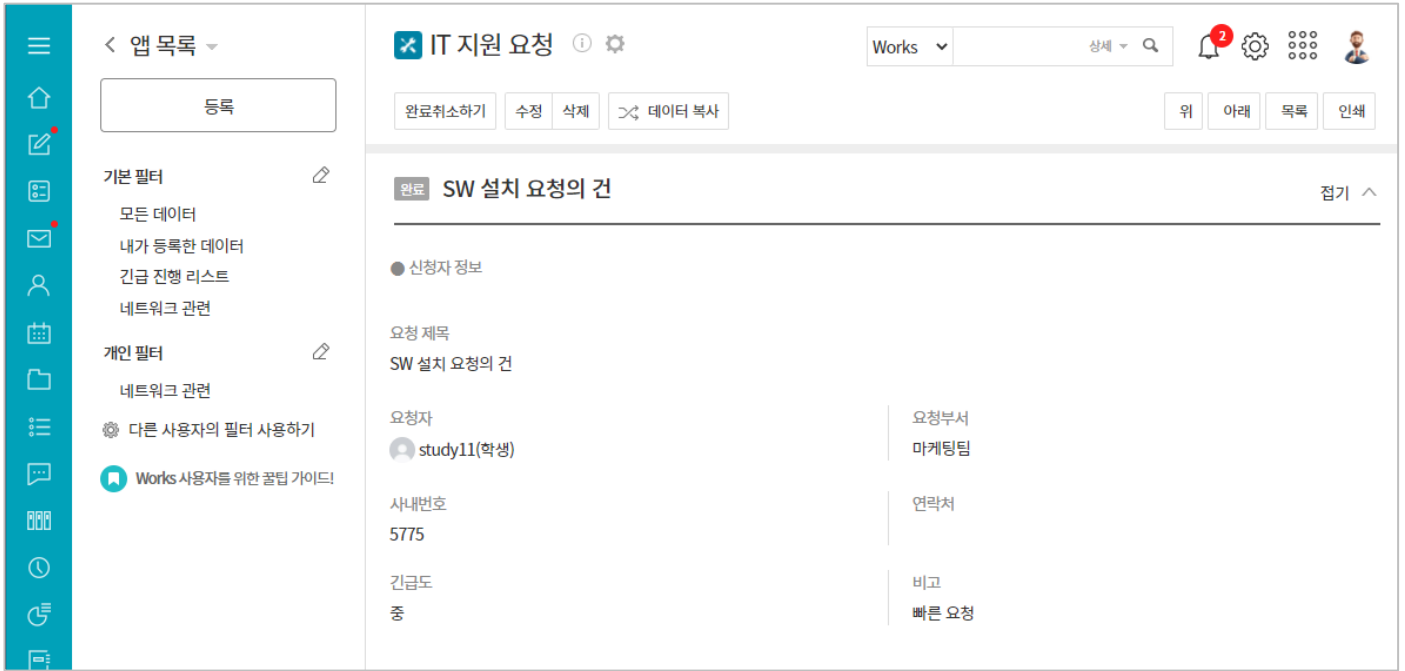 앱 목록
등록
기본 필터
모든 데이터
내가 등록한 데이터
긴급 진행 리스트
네트워크 관련
개인 필터
네트워크 관련
다른 사용자의 필터 사용하기
Works 사용자를 위한 꿀팁 가이드!
IT 지원 요청
Works
상세
2
완료취소하기 수정 삭제 데이터 복사
위 아래 목록 인쇄
완료 SW 설치 요청의 건
접기
신청자 정보
요청 제목
SW 설치 요청의 건
요청자
study11(학생)
요청부서
마케팅팀
사내번호
5775
연락처
긴급도
중
비고
빠른 요청